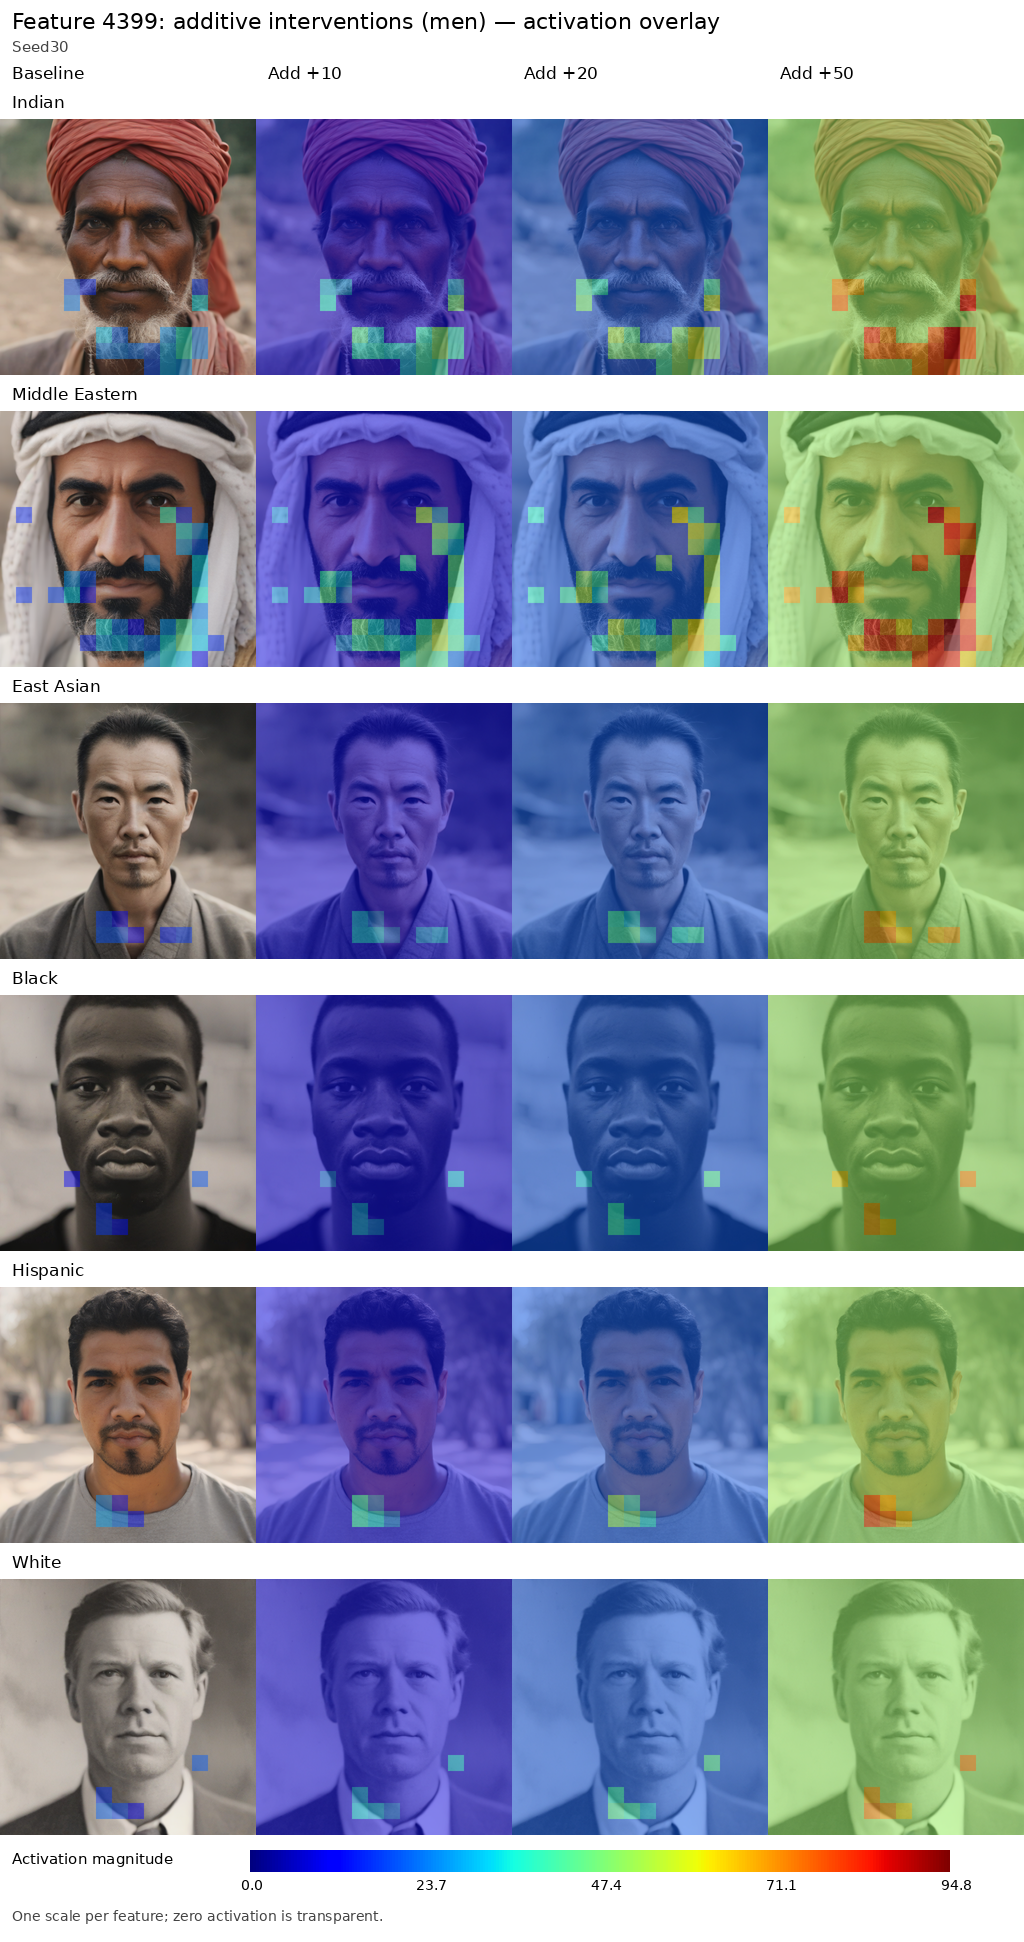 Feature 4399: additive interventions (men) — activation overlay
Seed30
Baseline Add +10 Add +20 Add +50
Indian
Middle Eastern
East Asian
Black
Hispanic
White
Activation magnitude
0.0 23.7 47.4 71.1 94.8
One scale per feature; zero activation is transparent.